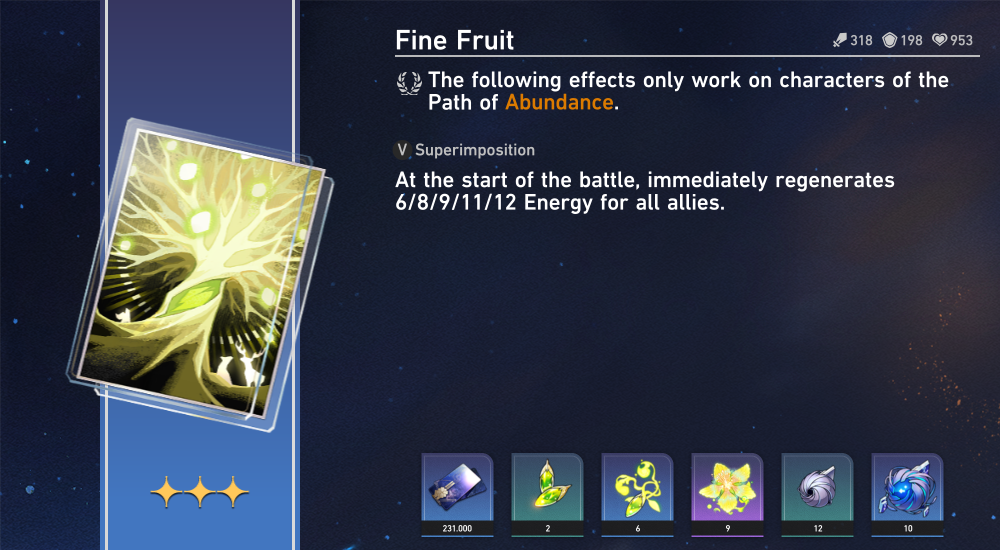 Fine Fruit
318 198 953
The following effects only work on characters of the
Path of Abundance.
V Superimposition
At the start of the battle, immediately regenerates
6/8/9/11/12 Energy for all allies.
231.000 2 6 9 12 10